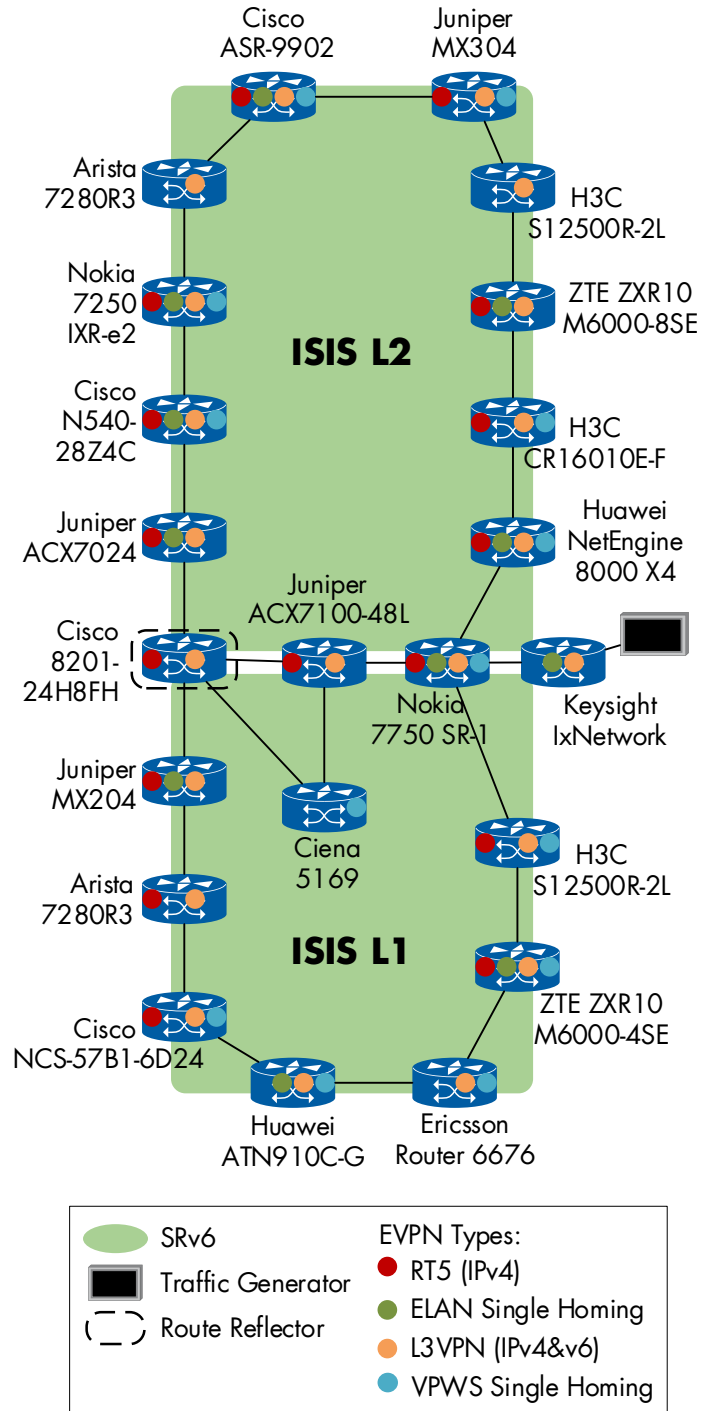 Cisco
ASR-9902
Juniper
MX304
Arista
7280R3
H3C
S12500R-2L
Nokia
7250
IXR-e2
ZTE ZXR10
M6000-8SE
ISIS L2
Cisco
N540-
28Z4C
H3C
CR16010E-F
Juniper
ACX7024
Huawei
NetEngine
8000 X4
Juniper
ACX7100-48L
Cisco
8201-
24H8FH
Nokia
7750 SR-1
Keysight
IxNetwork
Juniper
MX204
Ciena
5169
H3C
S12500R-2L
Arista
7280R3
ISIS L1
Cisco
NCS-57B1-6D24
ZTE ZXR10
M6000-4SE
Huawei
ATN910C-G
Ericsson
Router 6676
SRv6
Traffic Generator
Route Reflector
EVPN Types:
RT5 (IPv4)
ELAN Single Homing
L3VPN (IPv4&v6)
VPWS Single Homing